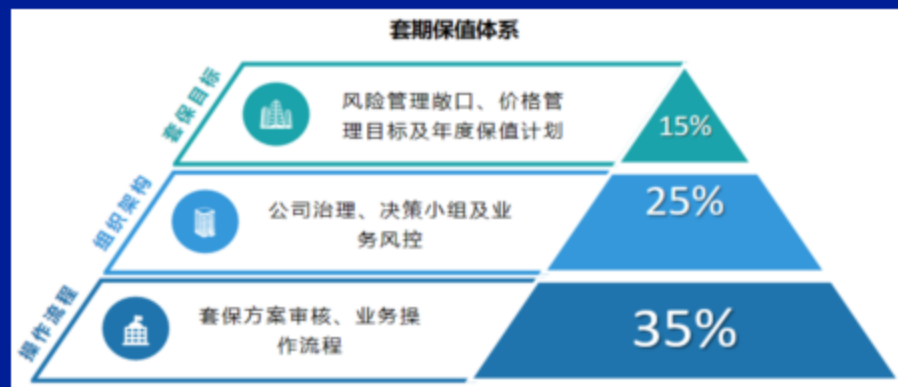 套期保值体系
套保目标
风险管理敞口、价格管
理目标及年度保值计划
15%
组织架构
公司治理、决策小组及业
务风控
25%
操作流程
套保方案审核、业务操
作流程
35%